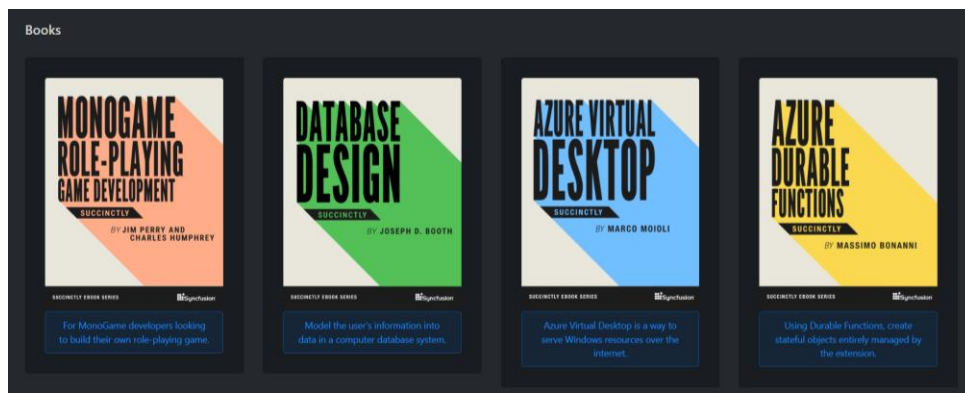 Books
MONOGAME
ROLE-PLAYING
GAME DEVELOPMENT
SUCCINCTLY
BY JIM PERRY AND
CHARLES HUMPHREY
SUCCINCTLY EBOOK SERIES
Syncfusion
For MonoGame developers looking
to build their own role-playing game.
DATABASE
DESIGN
SUCCINCTLY
BY JOSEPH D. BOOTH
SUCCINCTLY EBOOK SERIES
Syncfusion
Model the user's information into
data in a computer database system.
AZURE VIRTUAL
DESKTOP
SUCCINCTLY
BY MARCO MOIOLI
SUCCINCTLY EBOOK SERIES
Syncfusion
Azure Virtual Desktop is a way to
serve Windows resources over the
internet.
AZURE
DURABLE
FUNCTIONS
SUCCINCTLY
BY MASSIMO BONANNI
SUCCINCTLY EBOOK SERIES
Syncfusion
Using Durable Functions, create
stateful objects entirely managed by
the extension.